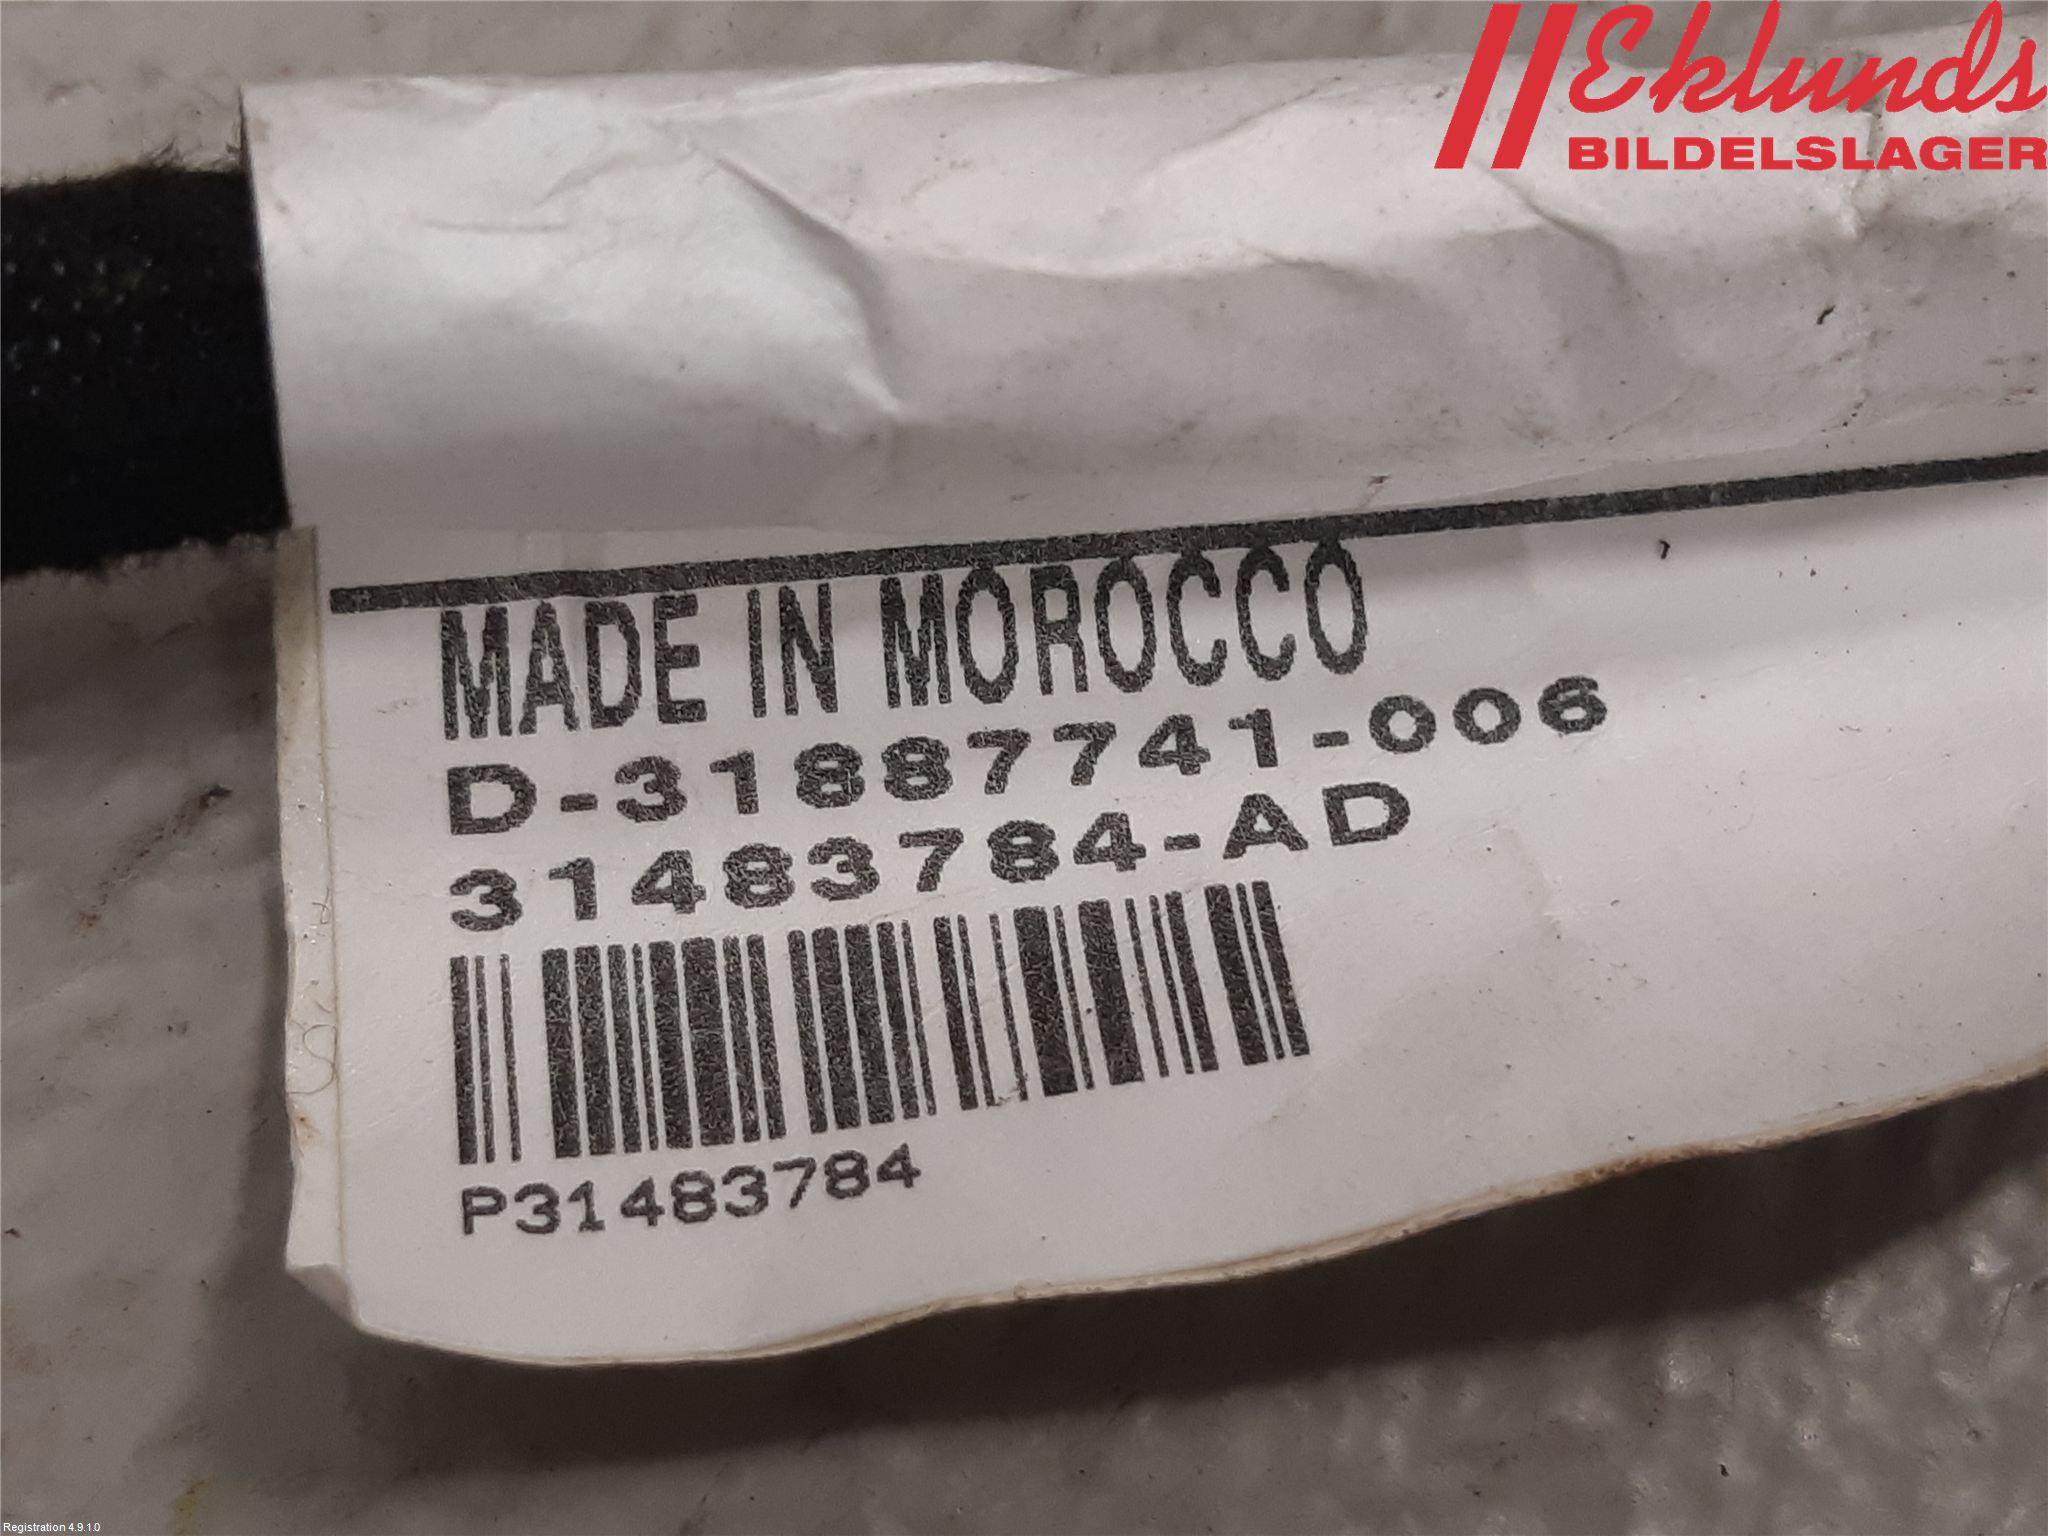 Eklunds
BILDELSLAGER
MADE IN MOROCCO
D-31887741-006
31483784-AD
P31483784
Registration 4.9.1.0